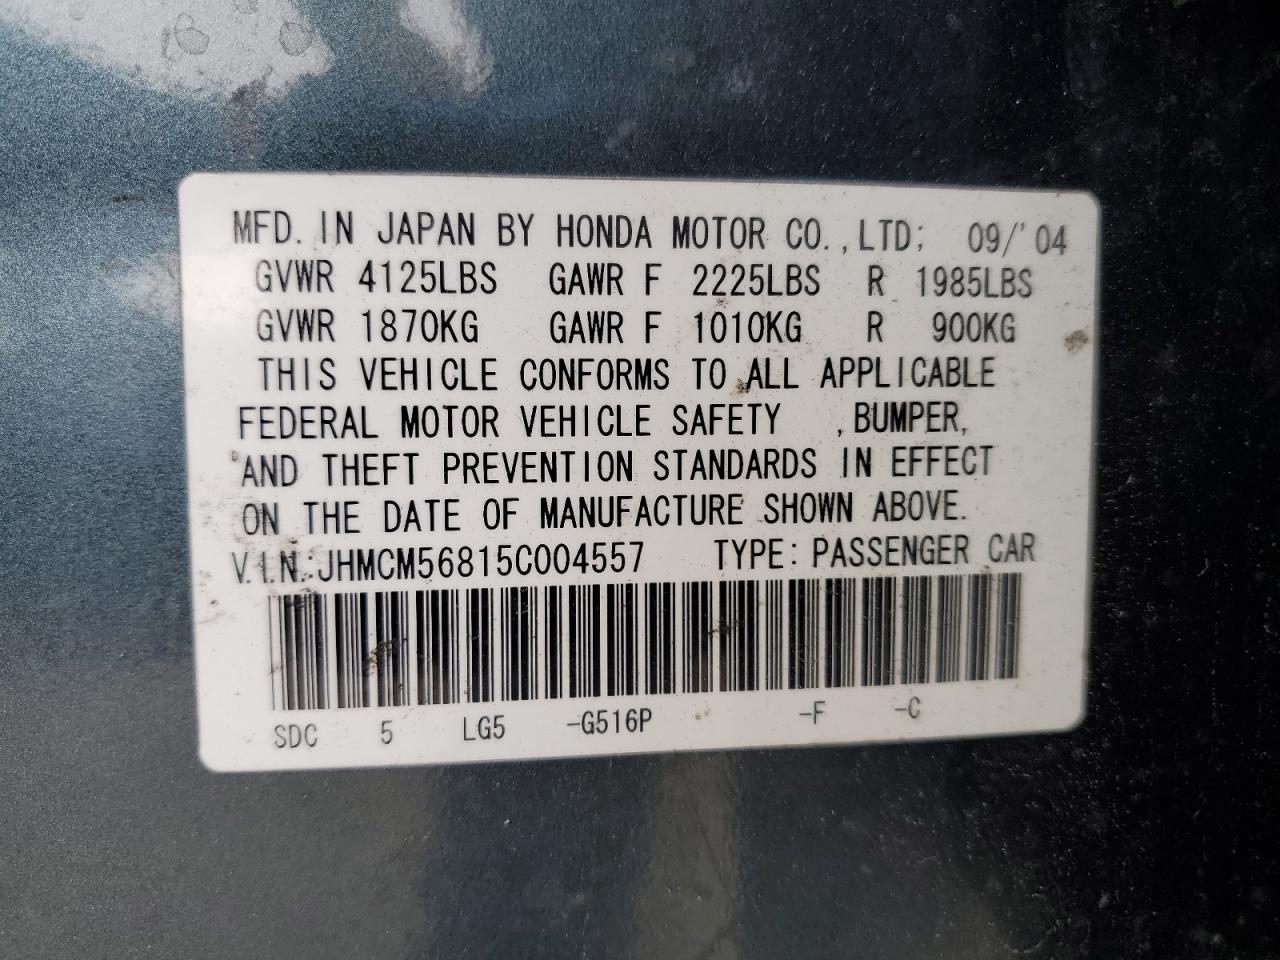 MFD. IN JAPAN BY HONDA MOTOR CO.,LTD; 09/'04
GVWR 4125LBS GAWR F 2225LBS R 1985LBS
GVWR 1870KG GAWR F 1010KG R 900KG
THIS VEHICLE CONFORMS TO ALL APPLICABLE
FEDERAL MOTOR VEHICLE SAFETY ,BUMPER,
AND THEFT PREVENTION STANDARDS IN EFFECT
ON THE DATE OF MANUFACTURE SHOWN ABOVE.
V.I.N.:JHMCM56815C004557 TYPE:PASSENGER CAR
SDC 5 LG5 -G516P -F -C